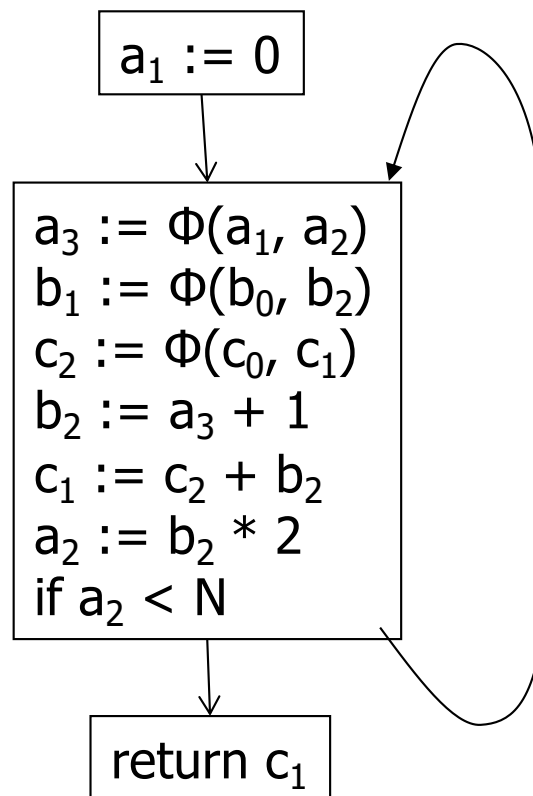 a₁ := 0
a₃ := Φ(a₁, a₂)
b₁ := Φ(b₀, b₂)
c₂ := Φ(c₀, c₁)
b₂ := a₃ + 1
c₁ := c₂ + b₂
a₂ := b₂ * 2
if a₂ < N
return c₁